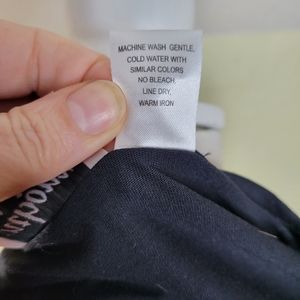 MACHINE WASH GENTLE,
COLD WATER WITH
SIMILAR COLORS
NO BLEACH.
LINE DRY,
WARM IRON